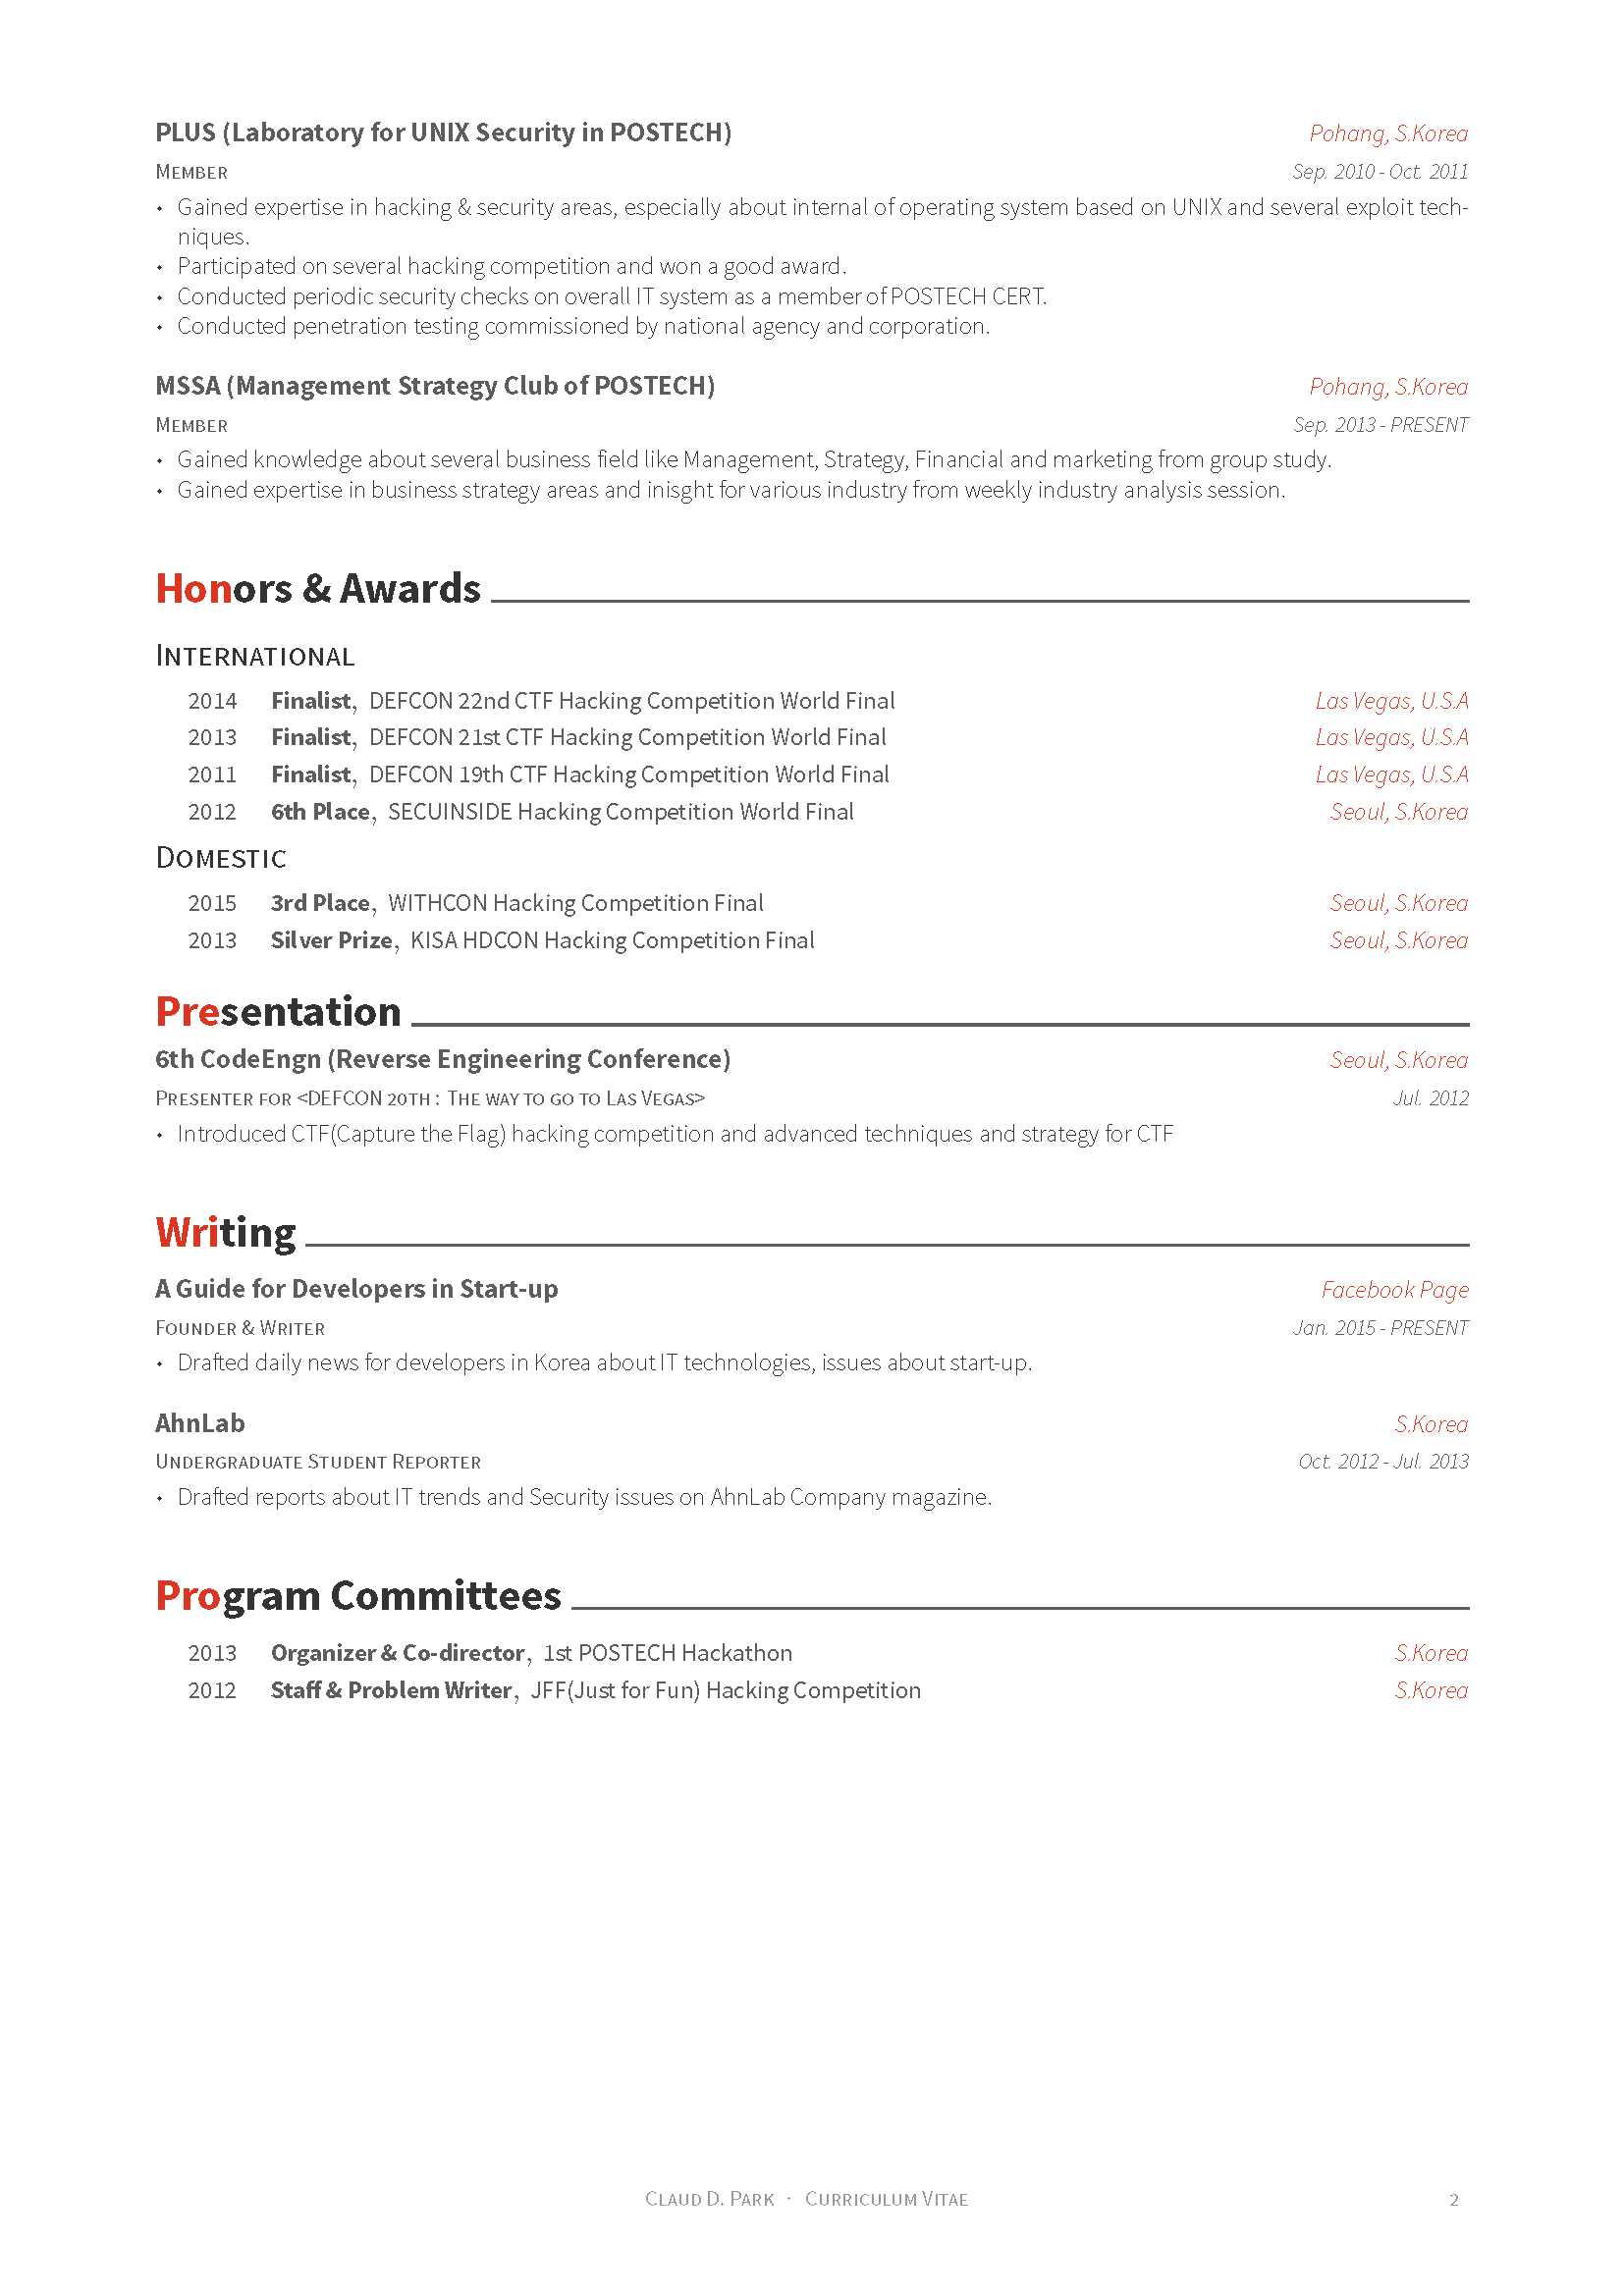 PLUS (Laboratory for UNIX Security in POSTECH) Pohang, S.Korea
MEMBER Sep. 2010 - Oct. 2011
• Gained expertise in hacking & security areas, especially about internal of operating system based on UNIX and several exploit tech-
niques.
• Participated on several hacking competition and won a good award.
• Conducted periodic security checks on overall IT system as a member of POSTECH CERT.
• Conducted penetration testing commissioned by national agency and corporation.
MSSA (Management Strategy Club of POSTECH) Pohang, S.Korea
MEMBER Sep. 2013 - PRESENT
• Gained knowledge about several business field like Management, Strategy, Financial and marketing from group study.
• Gained expertise in business strategy areas and inisght for various industry from weekly industry analysis session.
Honors & Awards
INTERNATIONAL
2014 Finalist, DEFCON 22nd CTF Hacking Competition World Final Las Vegas, U.S.A
2013 Finalist, DEFCON 21st CTF Hacking Competition World Final Las Vegas, U.S.A
2011 Finalist, DEFCON 19th CTF Hacking Competition World Final Las Vegas, U.S.A
2012 6th Place, SECUINSIDE Hacking Competition World Final Seoul, S.Korea
DOMESTIC
2015 3rd Place, WITHCON Hacking Competition Final Seoul, S.Korea
2013 Silver Prize, KISA HDCON Hacking Competition Final Seoul, S.Korea
Presentation
6th CodeEngn (Reverse Engineering Conference) Seoul, S.Korea
PRESENTER FOR <DEFCON 20TH : THE WAY TO GO TO LAS VEGAS> Jul. 2012
• Introduced CTF(Capture the Flag) hacking competition and advanced techniques and strategy for CTF
Writing
A Guide for Developers in Start-up Facebook Page
FOUNDER & WRITER Jan. 2015 - PRESENT
• Drafted daily news for developers in Korea about IT technologies, issues about start-up.
AhnLab S.Korea
UNDERGRADUATE STUDENT REPORTER Oct. 2012 - Jul. 2013
• Drafted reports about IT trends and Security issues on AhnLab Company magazine.
Program Committees
2013 Organizer & Co-director, 1st POSTECH Hackathon S.Korea
2012 Staff & Problem Writer, JFF(Just for Fun) Hacking Competition S.Korea
CLAUD D. PARK · CURRICULUM VITAE 2